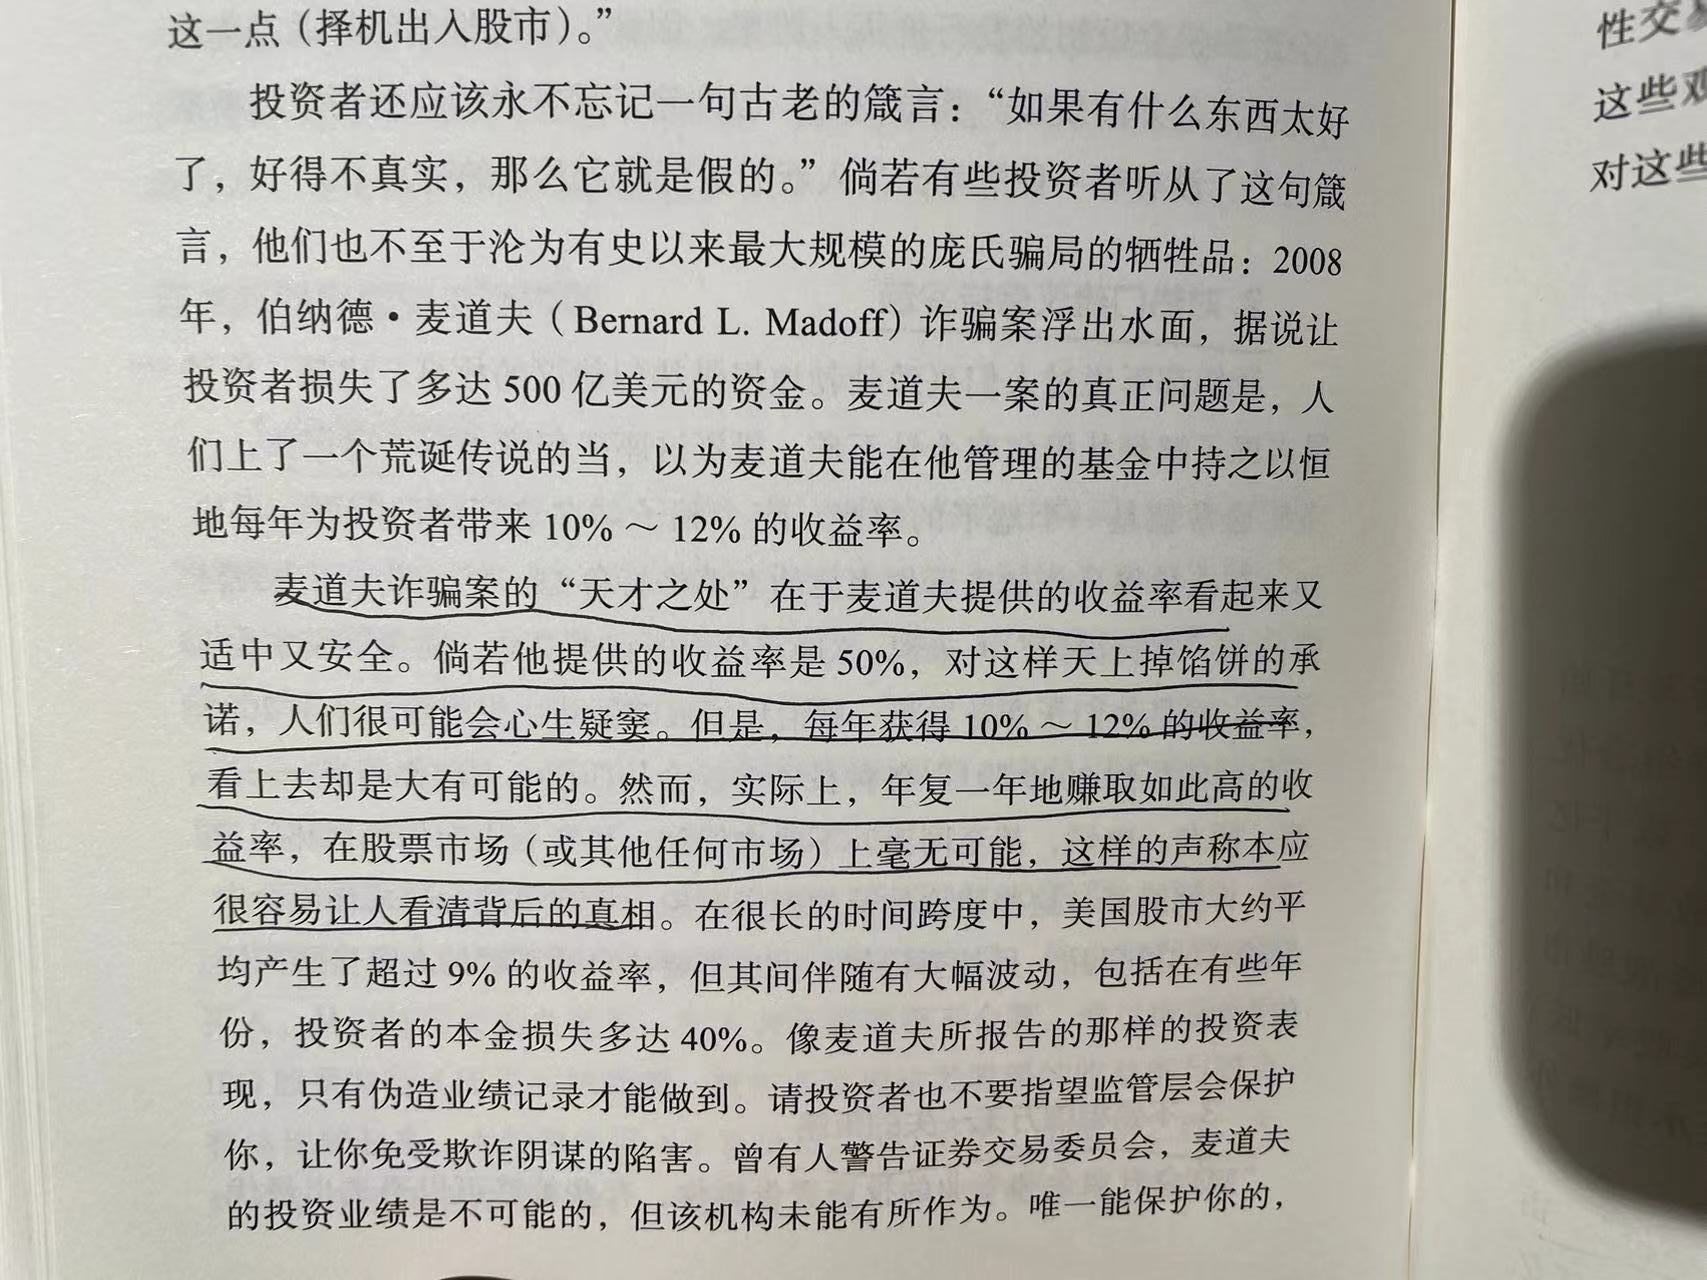 这一点（择机出入股市）。”
投资者还应该永不忘记一句古老的箴言：“如果有什么东西太好
了，好得不真实，那么它就是假的。”倘若有些投资者听从了这句箴
言，他们也不至于沦为有史以来最大规模的庞氏骗局的牺牲品：2008
年，伯纳德·麦道夫（Bernard L. Madoff）诈骗案浮出水面，据说让
投资者损失了多达 500 亿美元的资金。麦道夫一案的真正问题是，人
们上了一个荒诞传说的当，以为麦道夫能在他管理的基金中持之以恒
地每年为投资者带来 10% ～ 12% 的收益率。
麦道夫诈骗案的“天才之处”在于麦道夫提供的收益率看起来又
适中又安全。倘若他提供的收益率是 50%，对这样天上掉馅饼的承
诺，人们很可能会心生疑窦。但是，每年获得 10% ～ 12% 的收益率，
看上去却是大有可能的。然而，实际上，年复一年地赚取如此高的收
益率，在股票市场（或其他任何市场）上毫无可能，这样的声称本应
很容易让人看清背后的真相。在很长的时间跨度中，美国股市大约平
均产生了超过 9% 的收益率，但其间伴随有大幅波动，包括在有些年
份，投资者的本金损失多达 40%。像麦道夫所报告的那样的投资表
现，只有伪造业绩记录才能做到。请投资者也不要指望监管层会保护
你，让你免受欺诈阴谋的陷害。曾有人警告证券交易委员会，麦道夫
的投资业绩是不可能的，但该机构未能有所作为。唯一能保护你的，
性交
这些
对这些